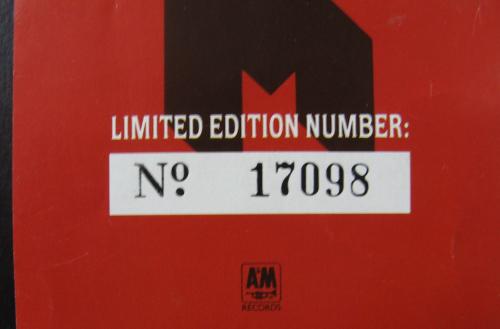 LIMITED EDITION NUMBER:
Nº 17098
A&M
RECORDS